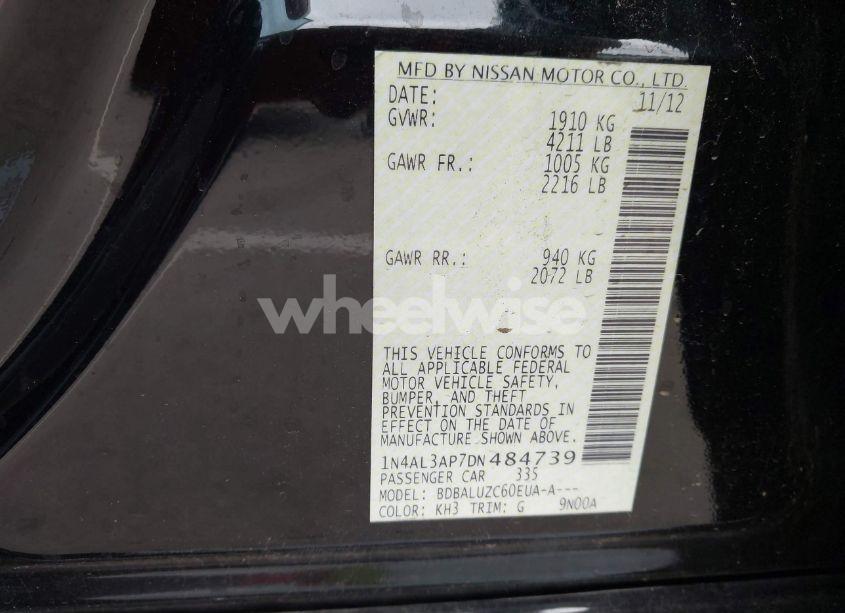 MFD BY NISSAN MOTOR CO., LTD.
DATE: 11/12
GVWR: 1910 KG
4211 LB
GAWR FR.: 1005 KG
2216 LB
GAWR RR.: 940 KG
2072 LB
wheelwise
THIS VEHICLE CONFORMS TO
ALL APPLICABLE FEDERAL
MOTOR VEHICLE SAFETY,
BUMPER, AND THEFT
PREVENTION STANDARDS IN
EFFECT ON THE DATE OF
MANUFACTURE SHOWN ABOVE.
1N4AL3AP7DN484739
PASSENGER CAR 335
MODEL: BDBALUZC60EUA-A---
COLOR: KH3 TRIM: G 9N00A